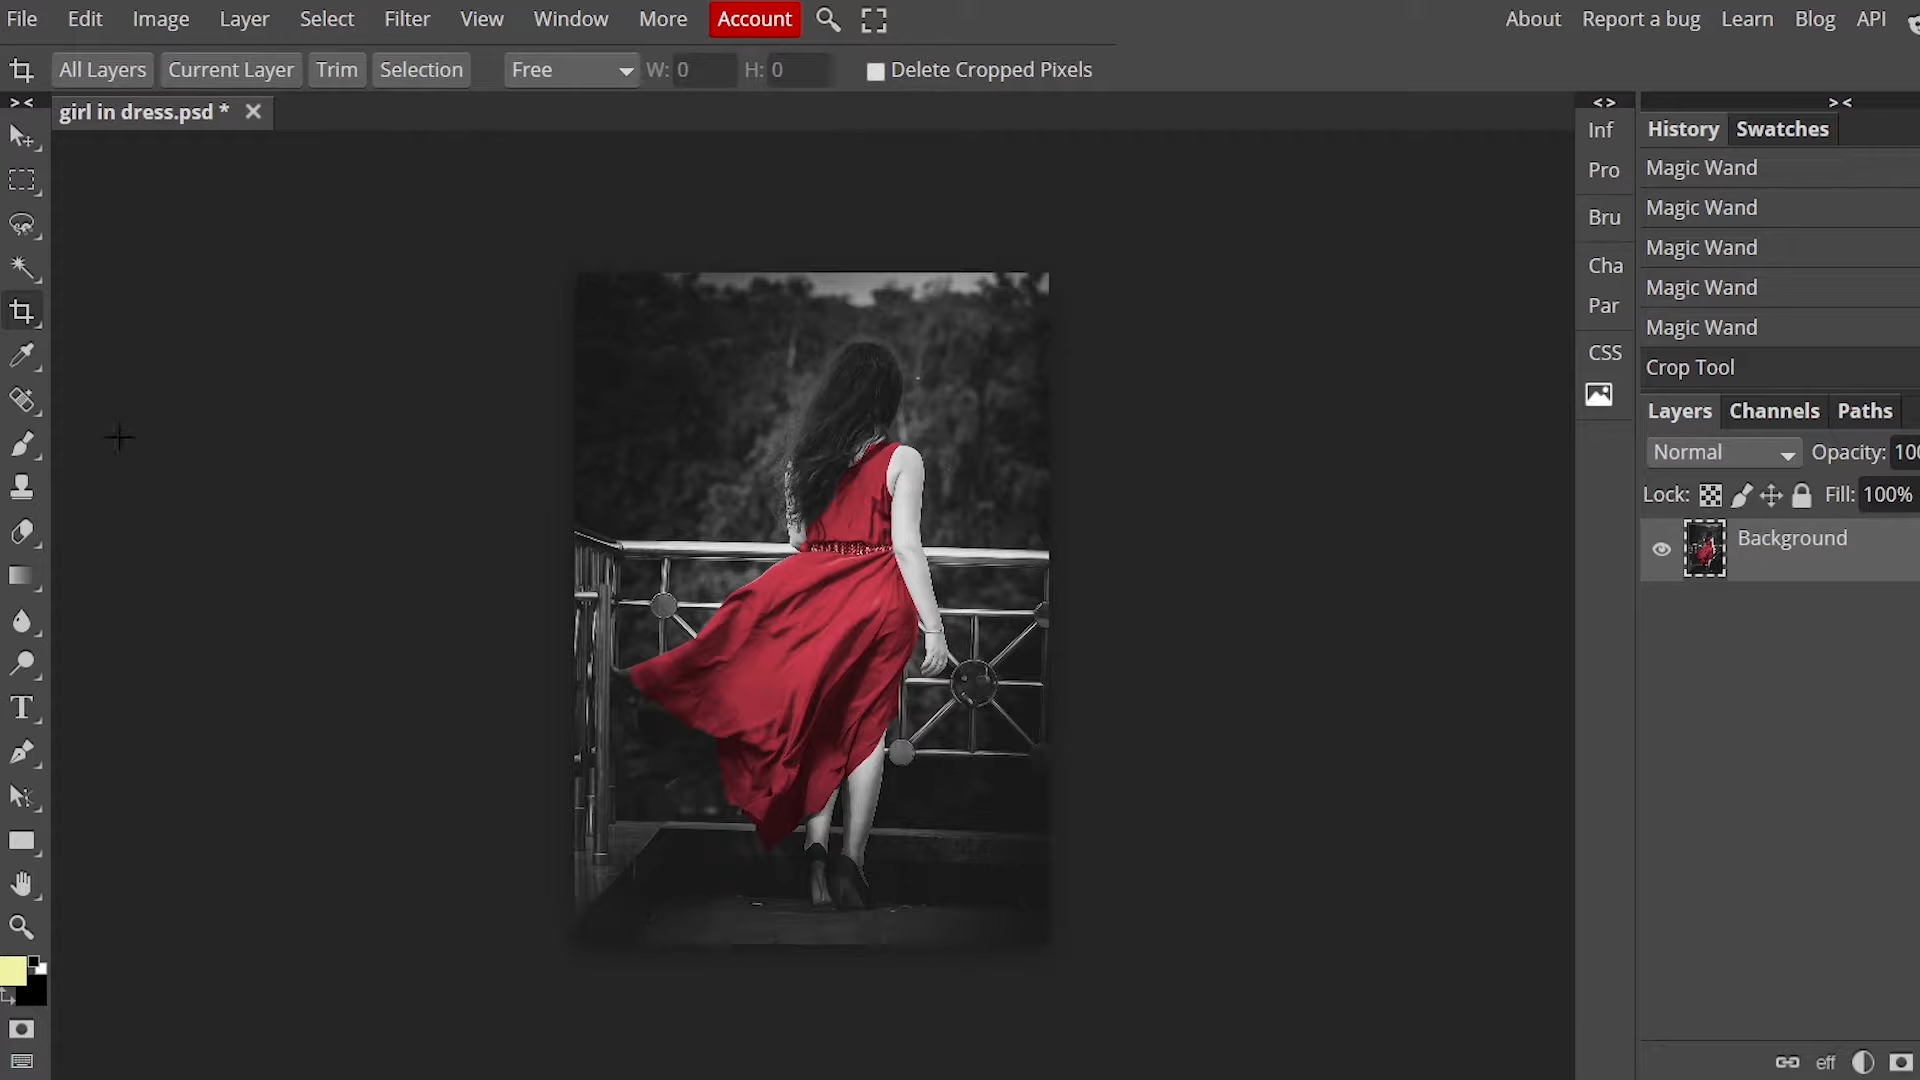 File Edit Image Layer Select Filter View Window More Account About Report a bug Learn Blog API
All Layers Current Layer Trim Selection Free W: 0 H: 0 Delete Cropped Pixels
girl in dress.psd *
Inf
Pro
Bru
Cha
Par
CSS
History Swatches
Magic Wand
Magic Wand
Magic Wand
Magic Wand
Magic Wand
Crop Tool
Layers Channels Paths
Normal Opacity: 100
Lock: Fill: 100%
Background
eff